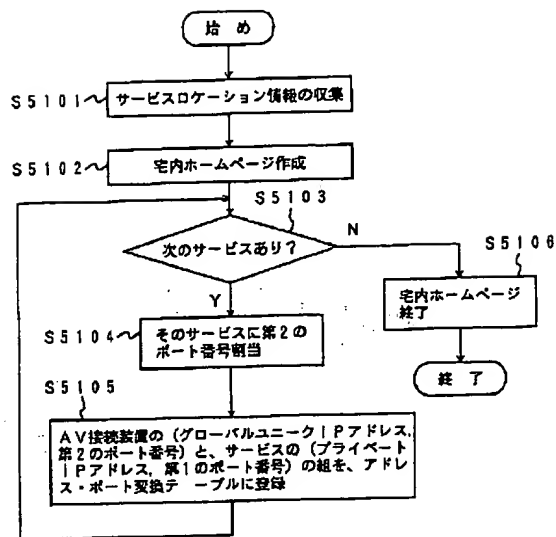 始 め
S5101
サービスロケーション情報の収集
S5102
宅内ホームページ作成
S5103
次のサービスあり?
N
Y
S5106
宅内ホームページ
終了
終 了
S5104
そのサービスに第2の
ポート番号割当
S5105
AV接続装置の(グローバルユニークIPアドレス,
第2のポート番号)と、サービスの(プライベート
IPアドレス,第1のポート番号)の組を、アドレ
ス・ポート変換テーブルに登録